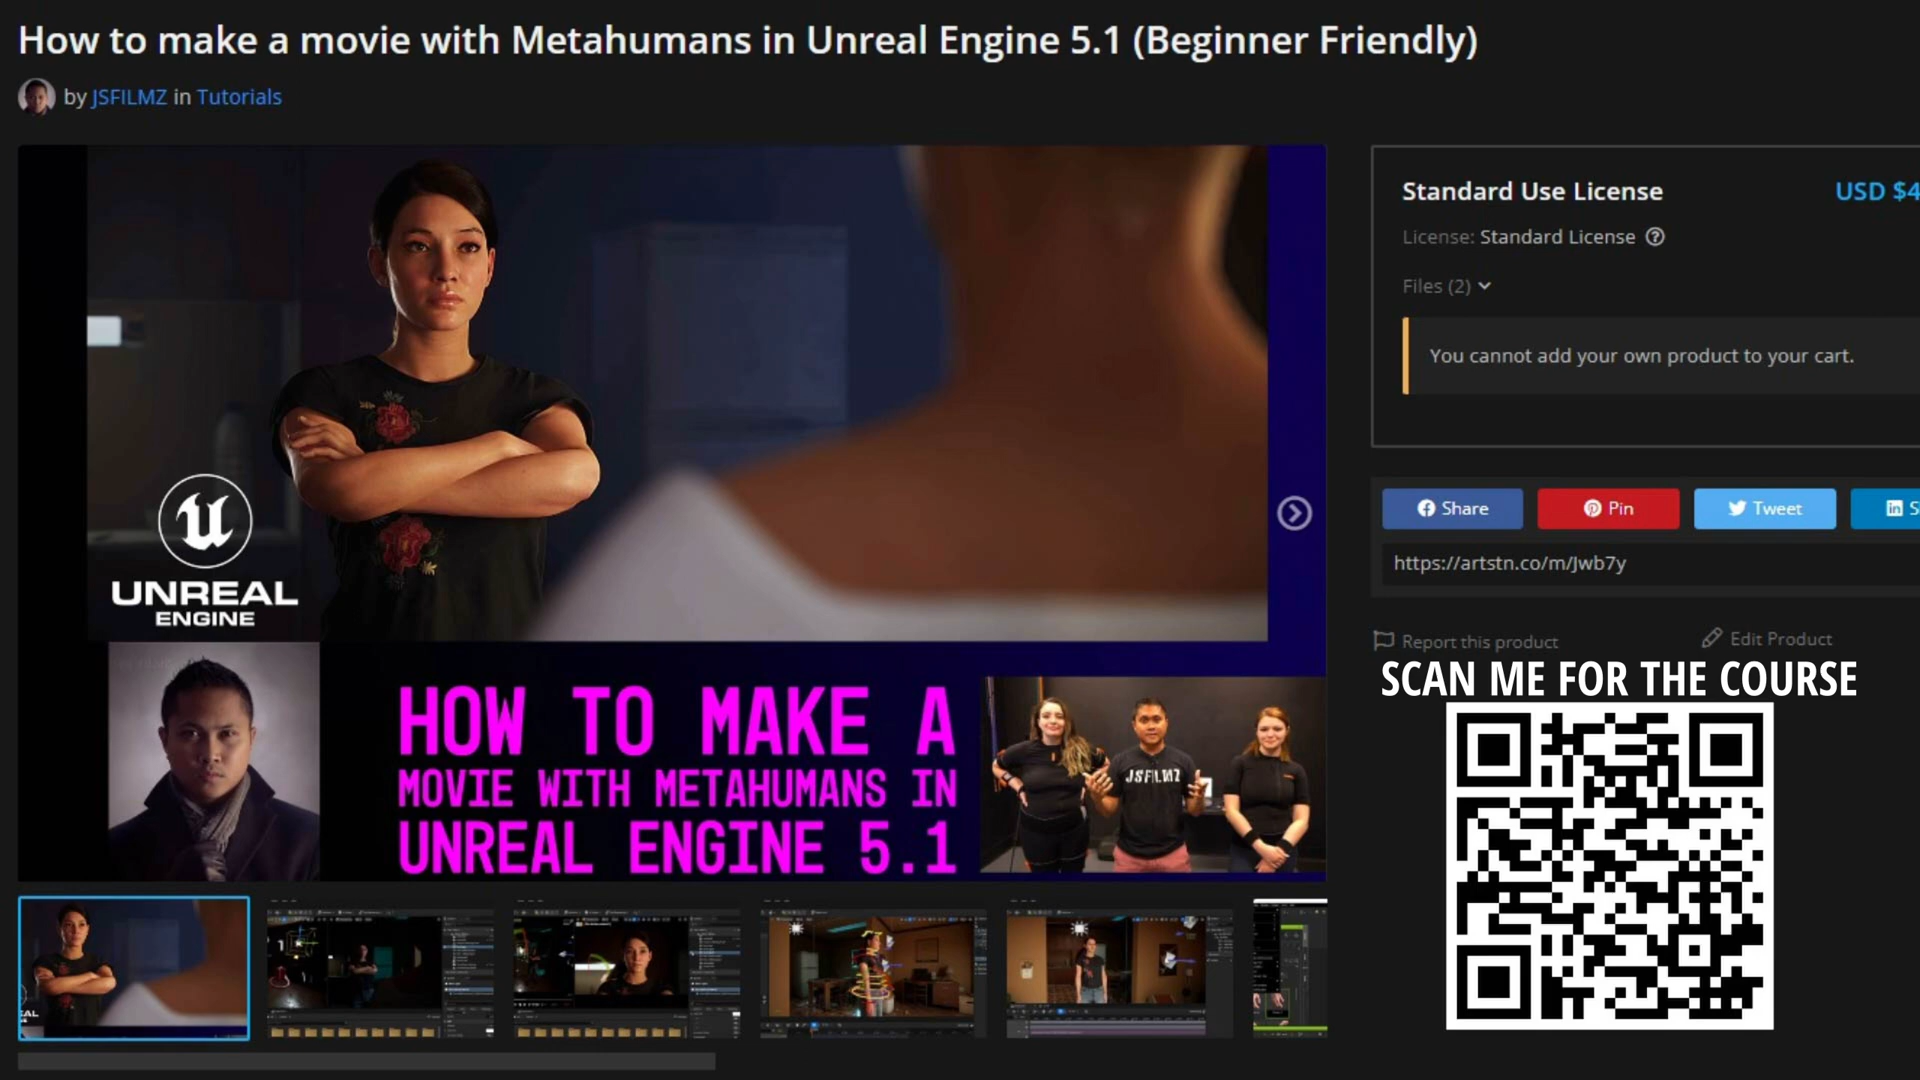 How to make a movie with Metahumans in Unreal Engine 5.1 (Beginner Friendly)
by JSFILMZ in Tutorials
Standard Use License
USD $4
License: Standard License
Files (2)
You cannot add your own product to your cart.
Share
Pin
Tweet
https://artstn.co/m/Jwb7y
Report this product
Edit Product
SCAN ME FOR THE COURSE
UNREAL
ENGINE
HOW TO MAKE A
MOVIE WITH METAHUMANS IN
UNREAL ENGINE 5.1
JSFILMZ